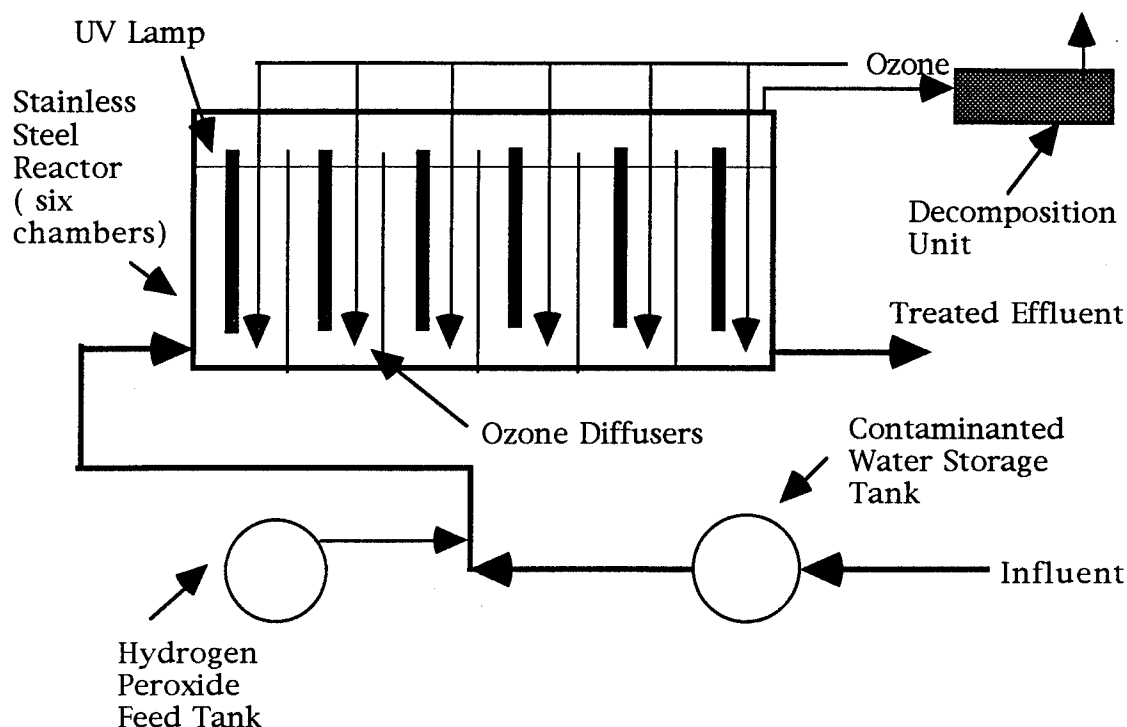 UV Lamp
Ozone
Stainless
Steel
Reactor
( six
chambers)
Decomposition
Unit
Treated Effluent
Ozone Diffusers
Contaminanted
Water Storage
Tank
Influent
Hydrogen
Peroxide
Feed Tank